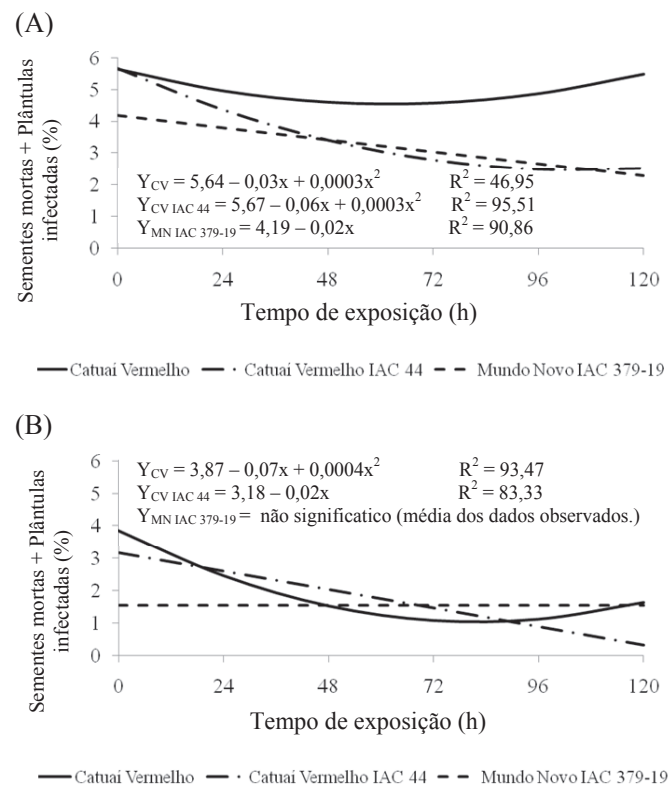 (A)
Sementes mortas + Plântulas
infectadas (%)
6
5
4
3
2
1
0
Y_CV = 5,64 – 0,03x + 0,0003x² R² = 46,95
Y_CV IAC 44 = 5,67 – 0,06x + 0,0003x² R² = 95,51
Y_MN IAC 379-19 = 4,19 – 0,02x R² = 90,86
0 24 48 72 96 120
Tempo de exposição (h)
Catuaí Vermelho Catuaí Vermelho IAC 44 Mundo Novo IAC 379-19
(B)
Sementes mortas + Plântulas
infectadas (%)
6
5
4
3
2
1
0
Y_CV = 3,87 – 0,07x + 0,0004x² R² = 93,47
Y_CV IAC 44 = 3,18 – 0,02x R² = 83,33
Y_MN IAC 379-19 = não significatico (média dos dados observados.)
0 24 48 72 96 120
Tempo de exposição (h)
Catuaí Vermelho Catuaí Vermelho IAC 44 Mundo Novo IAC 379-19